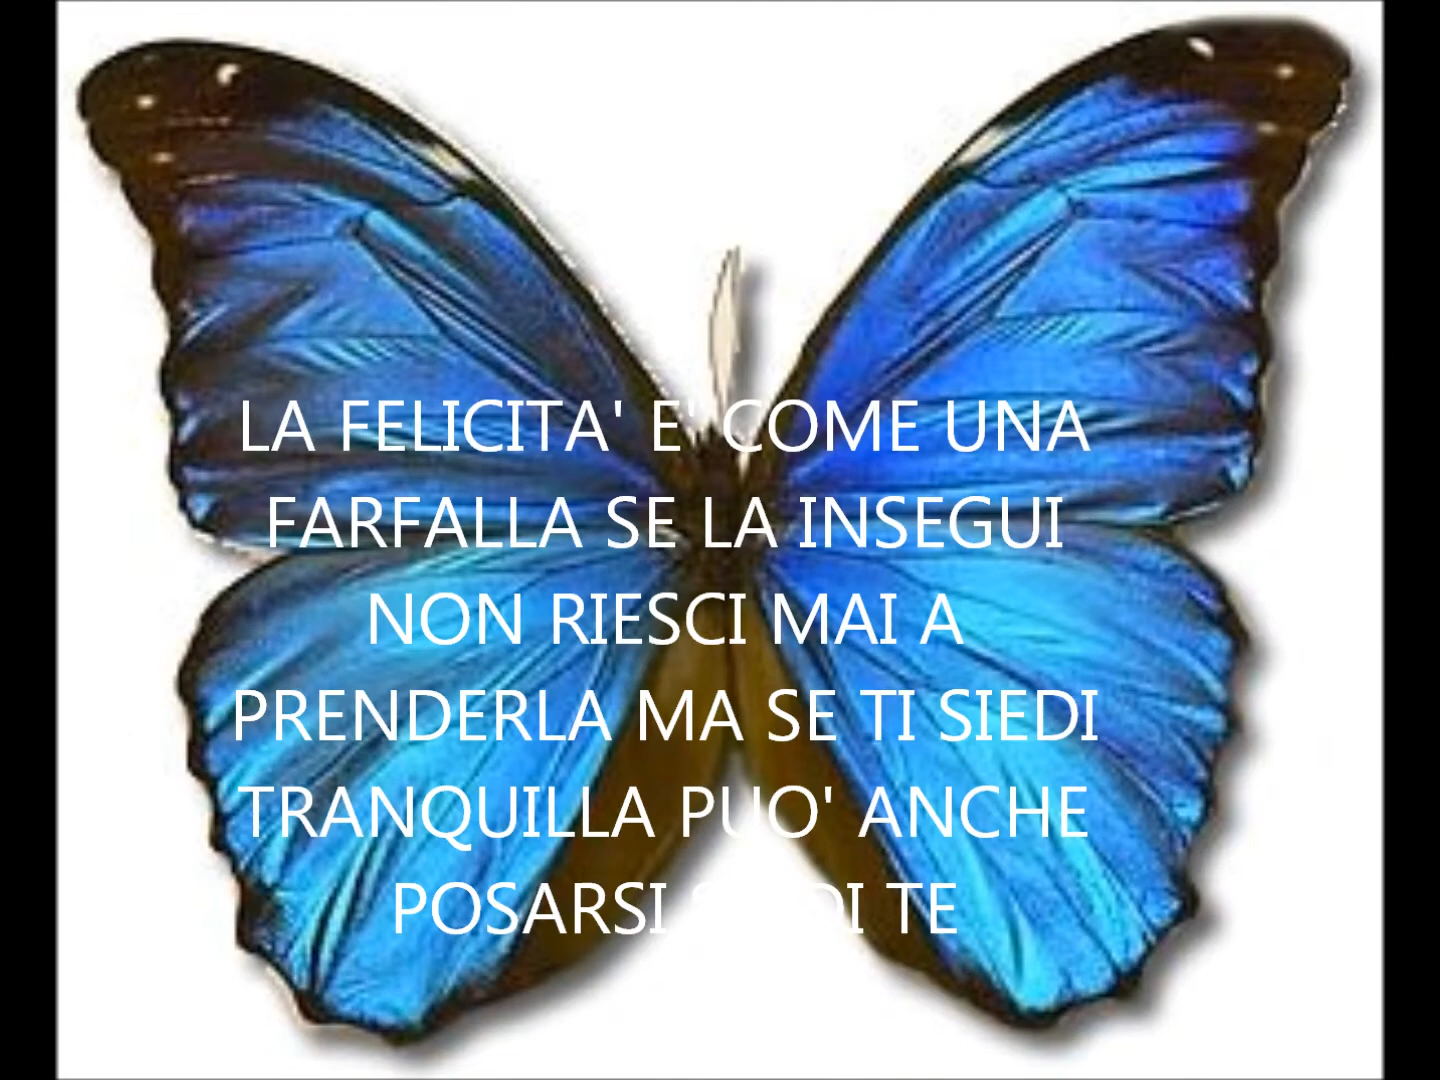 LA FELICITA' E' COME UNA
FARFALLA SE LA INSEGUI
NON RIESCI MAI A
PRENDERLA MA SE TI SIEDI
TRANQUILLA PUO' ANCHE
POSARSI DI TE